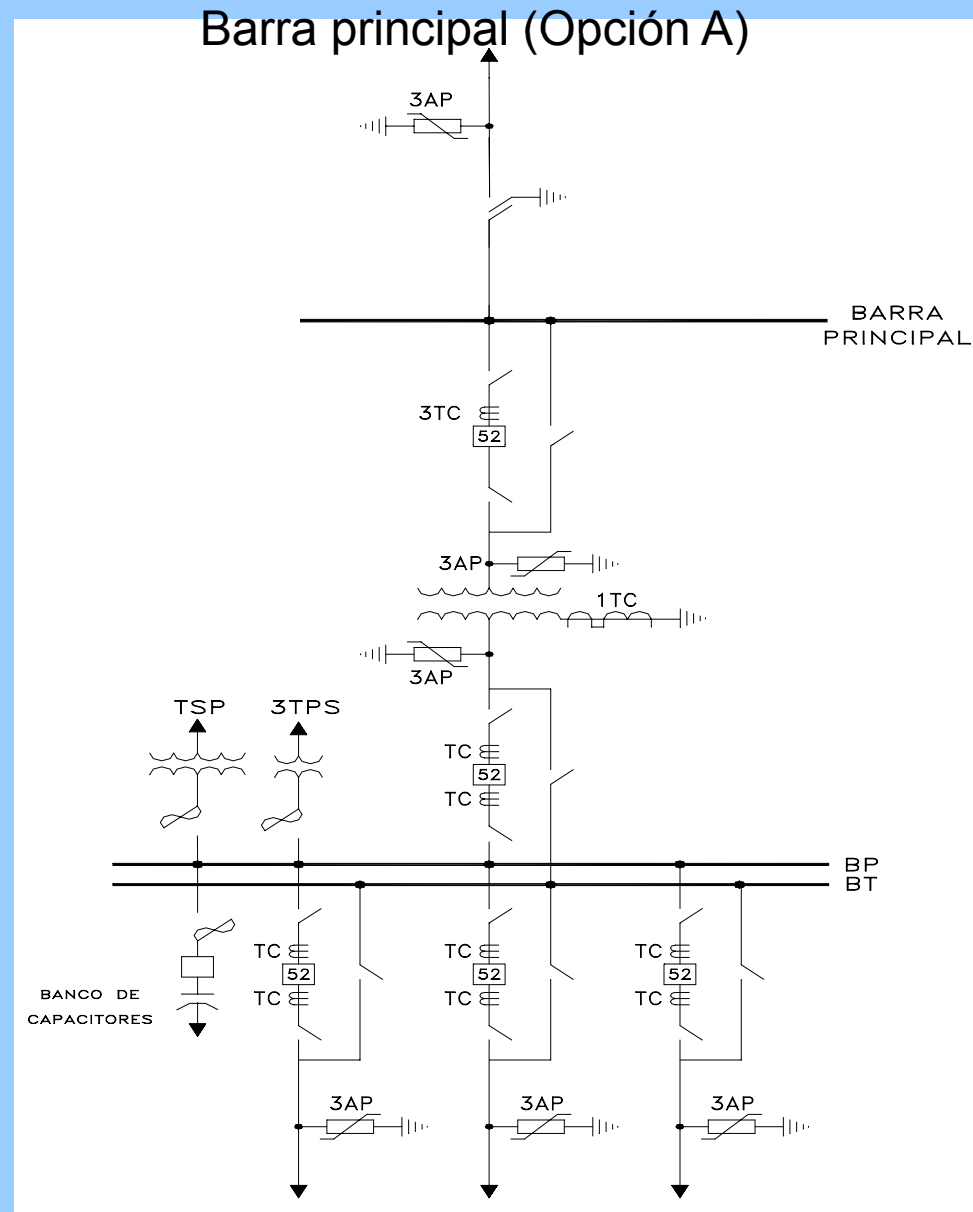 Barra principal (Opción A)
3AP
BARRA
PRINCIPAL
3TC
52
3AP
1TC
3AP
TSP
3TPS
TC
52
TC
BP
BT
TC
52
TC
TC
52
TC
TC
52
TC
BANCO DE
CAPACITORES
3AP
3AP
3AP